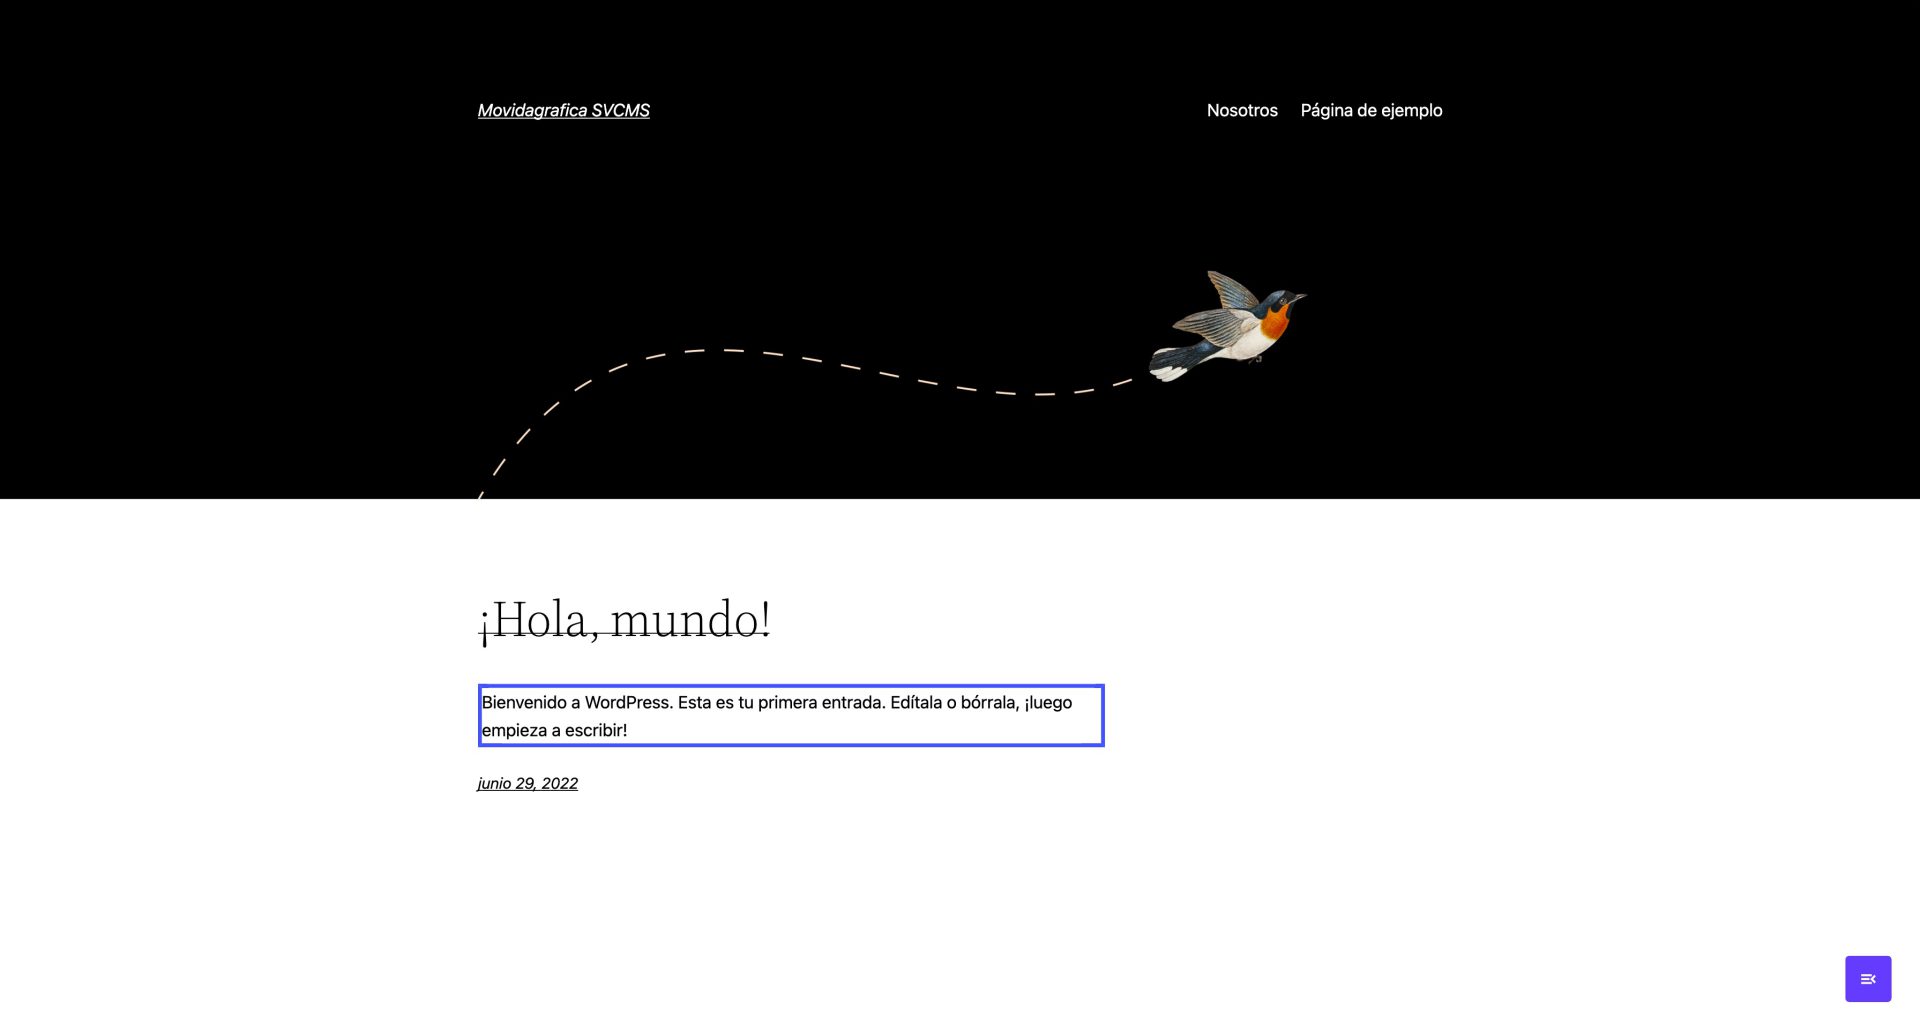 Movidagrafica SVCMS
Nosotros Página de ejemplo
¡Hola, mundo!
Bienvenido a WordPress. Esta es tu primera entrada. Edítala o bórrala, ¡luego
empieza a escribir!
junio 29, 2022